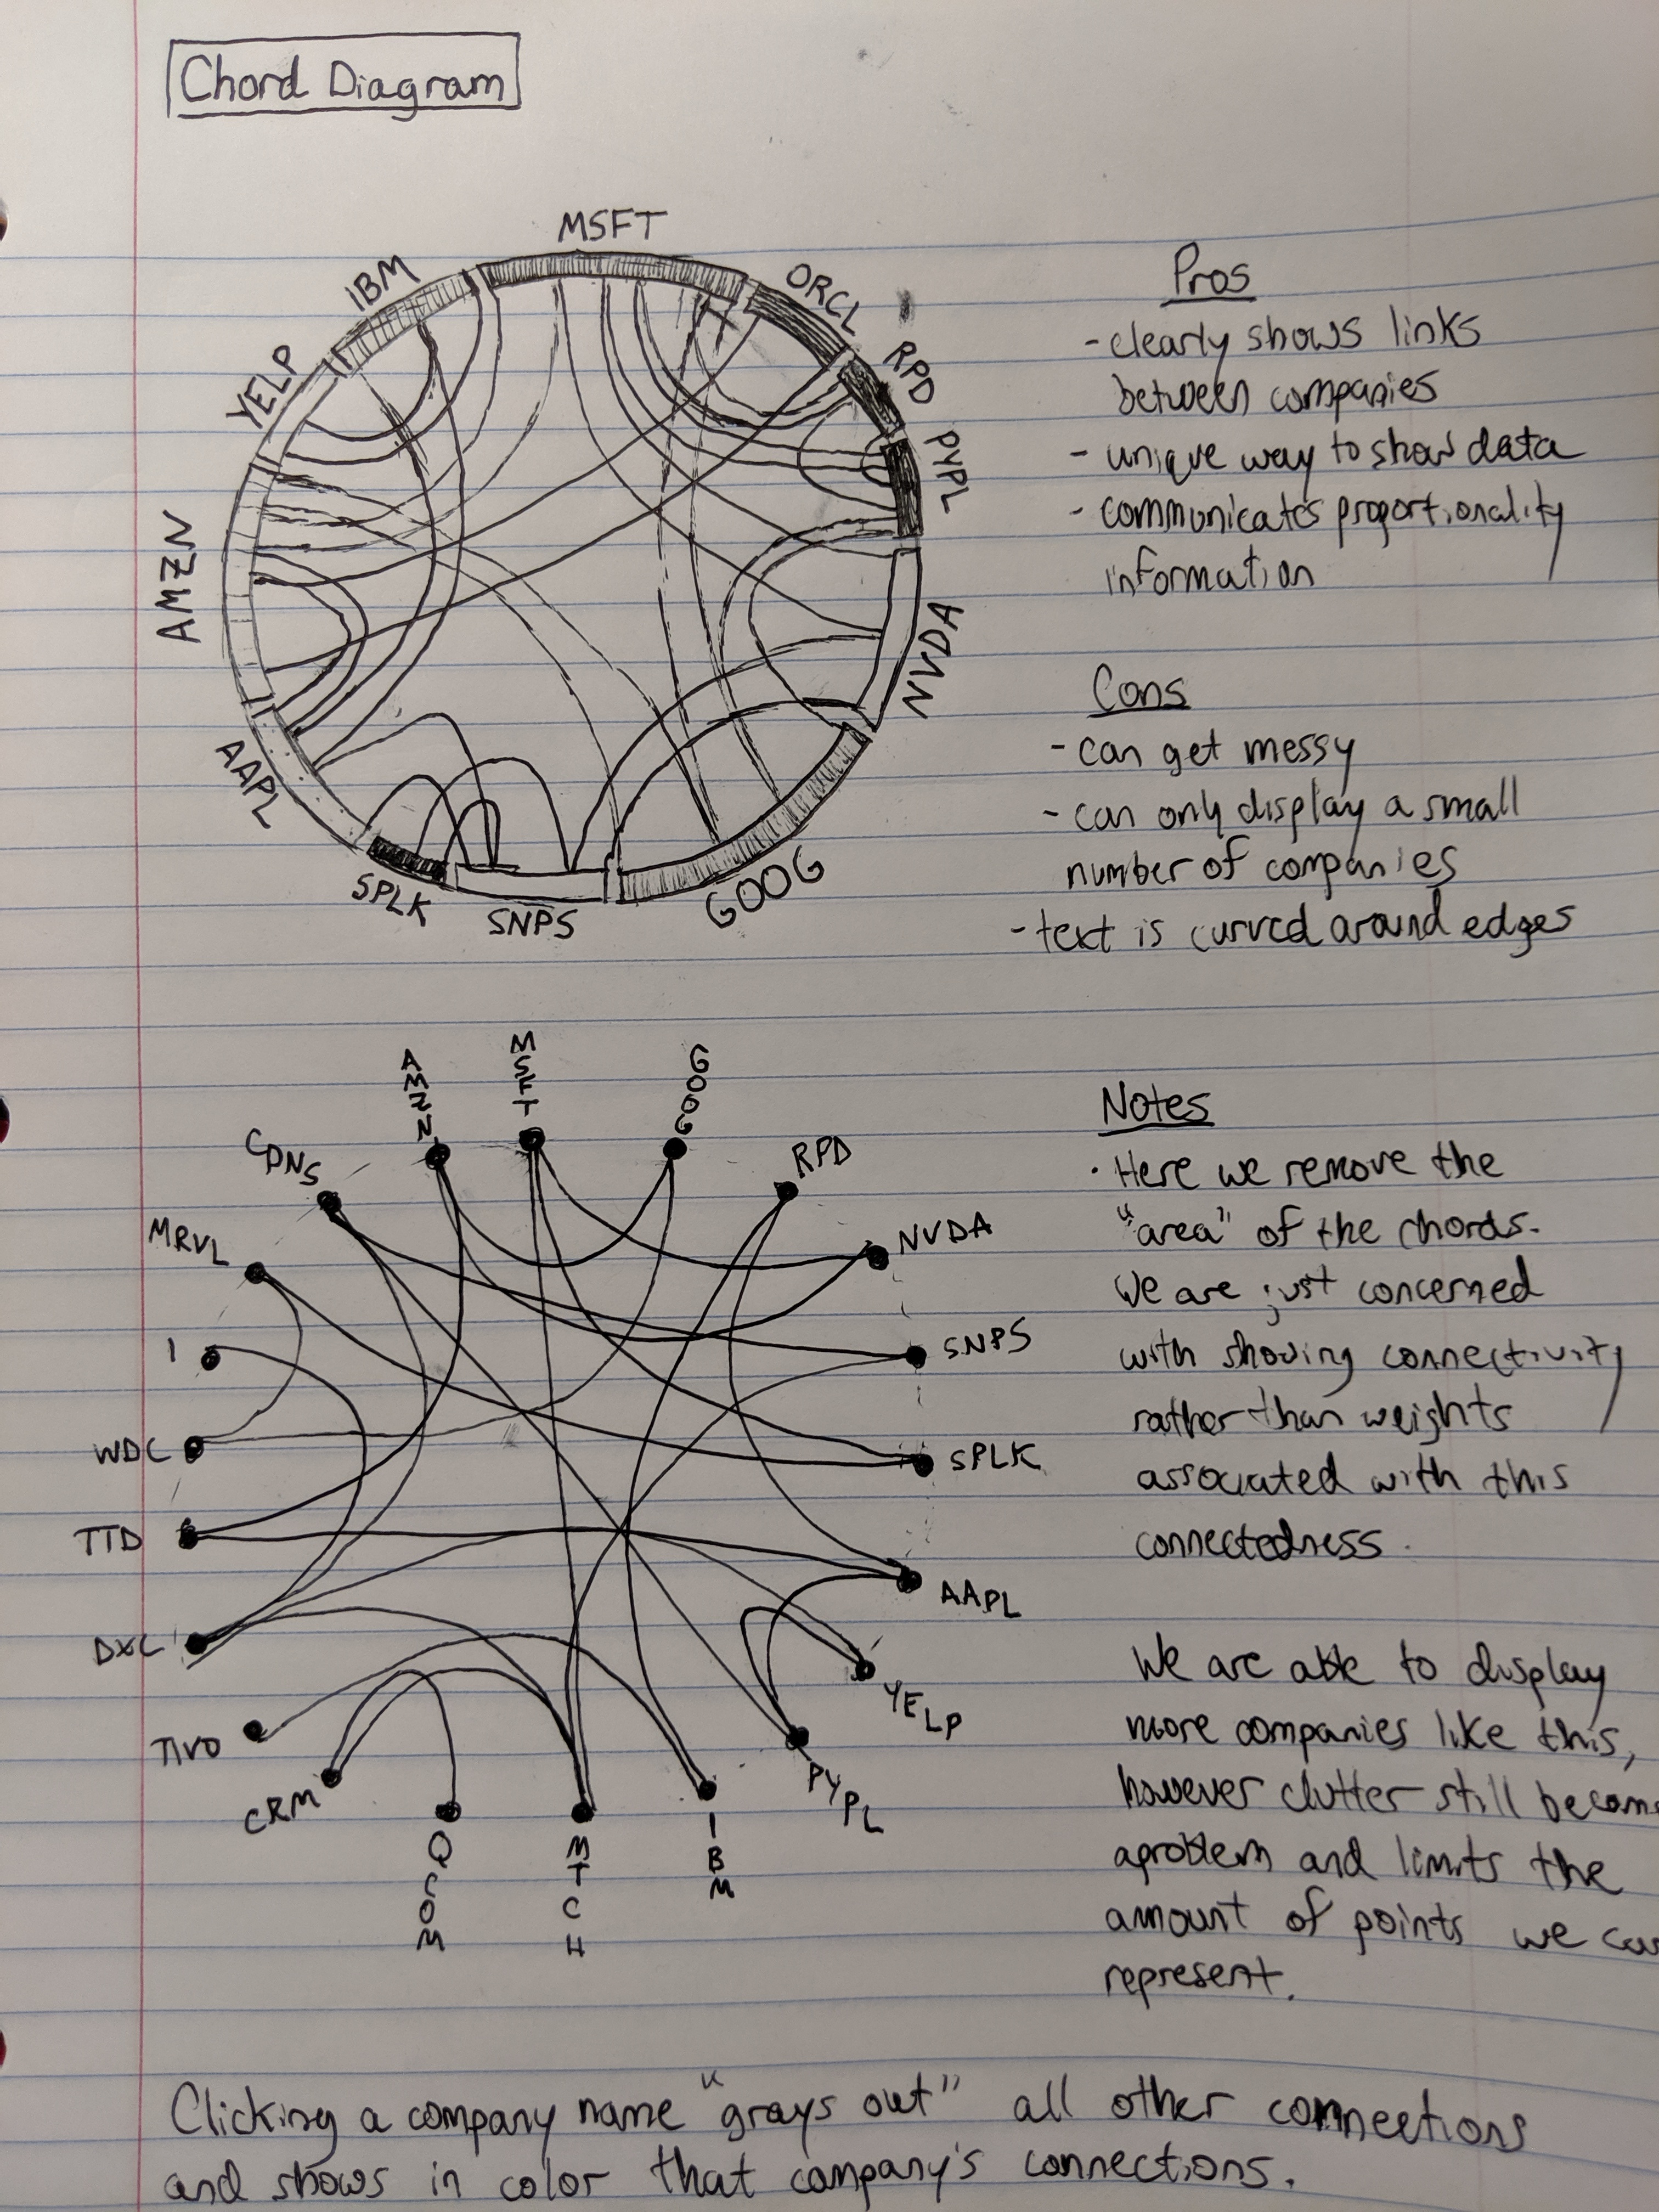 Chord Diagram
MSFT
ORCL
RPD
PYPL
NVDA
GOOG
SNPS
SPLK
AAPL
AMZN
YELP
IBM
Pros
- clearly shows links
between companies
- unique way to show data
- communicates proportionality
information
Cons
- can get messy
- can only display a small
number of companies
- text is curved around edges
AMZN
MSFT
GOOG
RPD
NVDA
SNPS
SPLK
AAPL
YELP
PYPL
IBM
MTCH
QCOM
CRM
TIVO
DXC
TTD
WDC
I
MRVL
CDNS
Notes
· Here we remove the
"area" of the chords.
We are just concerned
with showing connectivity
rather than weights
associated with this
connectedness.
We are able to display
more companies like this,
however clutter still becom
a problem and limits the
amount of points we can
represent.
Clicking a company name "grays out" all other connections
and shows in color that company's connections.